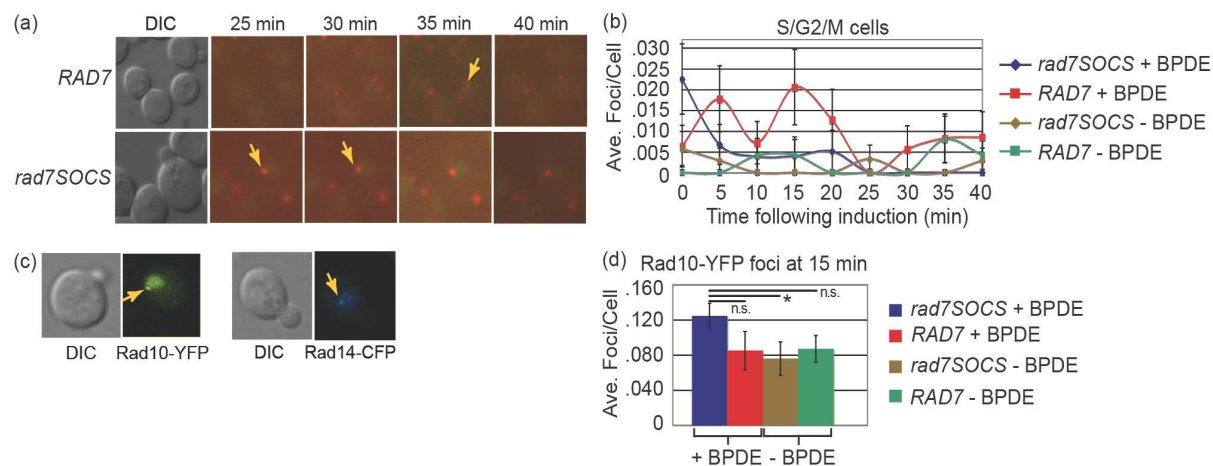 (a)
DIC 25 min 30 min 35 min 40 min
RAD7
rad7SOCS
(b)
S/G2/M cells
Ave. Foci/Cell
.030
.025
.020
.015
.010
.005
0
0 5 10 15 20 25 30 35 40
Time following induction (min)
rad7SOCS + BPDE
RAD7 + BPDE
rad7SOCS - BPDE
RAD7 - BPDE
(c)
DIC Rad10-YFP DIC Rad14-CFP
(d)
Rad10-YFP foci at 15 min
Ave. Foci/Cell
.160
.120
.080
.040
0
n.s.
*
n.s.
+ BPDE - BPDE
rad7SOCS + BPDE
RAD7 + BPDE
rad7SOCS - BPDE
RAD7 - BPDE